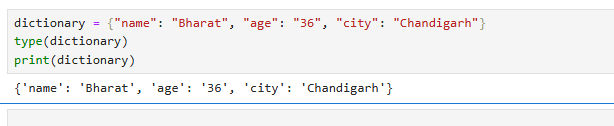 dictionary = {"name": "Bharat", "age": "36", "city": "Chandigarh"}
type(dictionary)
print(dictionary)
{'name': 'Bharat', 'age': '36', 'city': 'Chandigarh'}